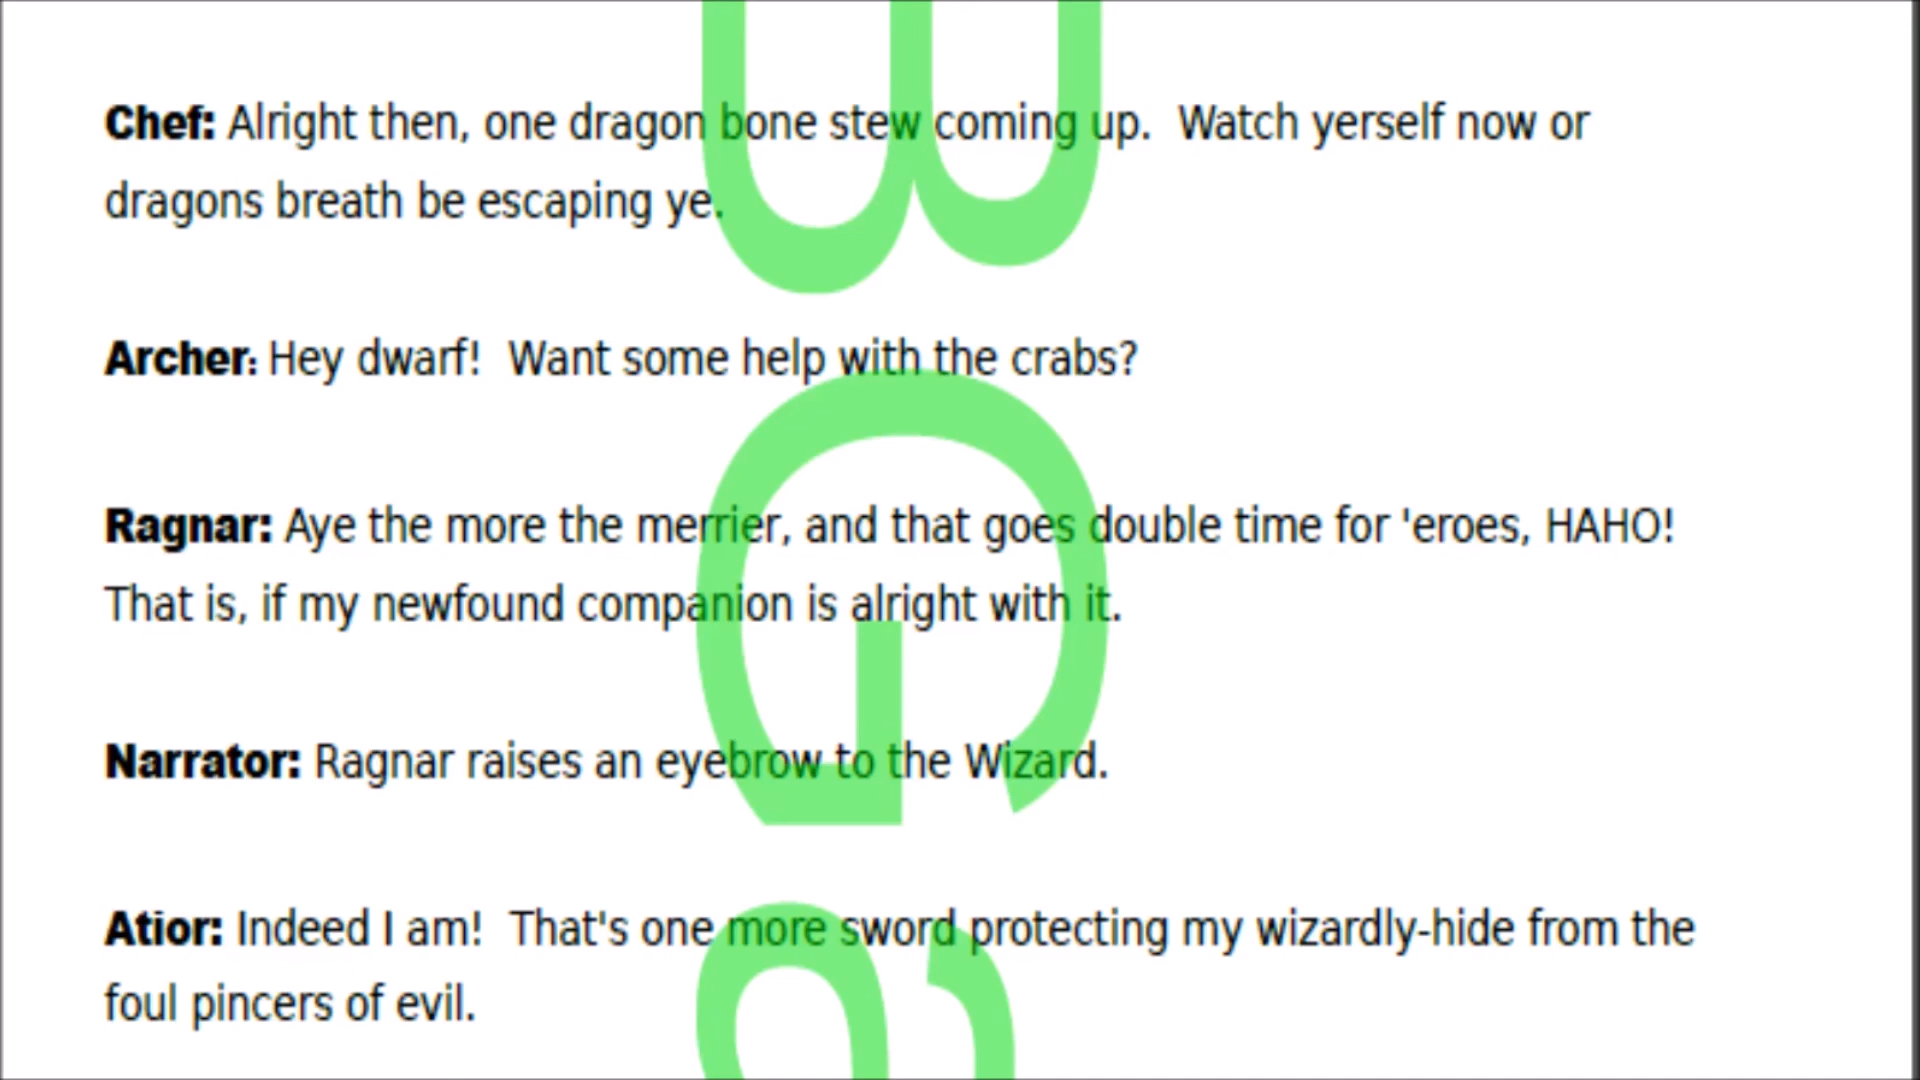 Chef: Alright then, one dragon bone stew coming up.  Watch yerself now or
dragons breath be escaping ye.
Archer: Hey dwarf!  Want some help with the crabs?
Ragnar: Aye the more the merrier, and that goes double time for 'eroes, HAHO!
That is, if my newfound companion is alright with it.
Narrator: Ragnar raises an eyebrow to the Wizard.
Atior: Indeed I am!  That's one more sword protecting my wizardly-hide from the
foul pincers of evil.
BG